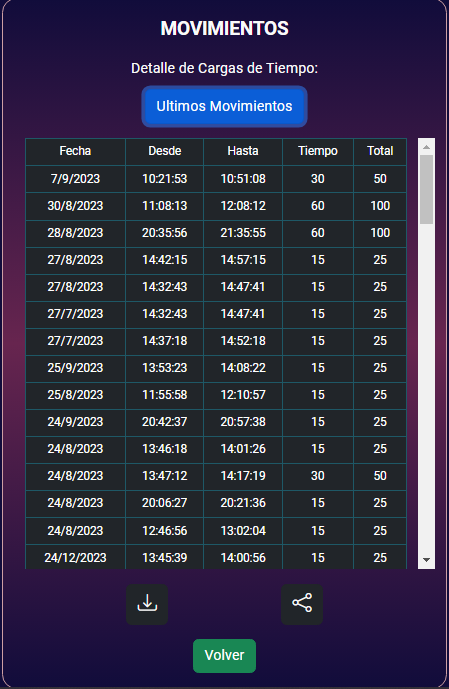 MOVIMIENTOS
Detalle de Cargas de Tiempo:
Ultimos Movimientos
Fecha Desde Hasta Tiempo Total
7/9/2023 10:21:53 10:51:08 30 50
30/8/2023 11:08:13 12:08:12 60 100
28/8/2023 20:35:56 21:35:55 60 100
27/8/2023 14:42:15 14:57:15 15 25
27/8/2023 14:32:43 14:47:41 15 25
27/7/2023 14:32:43 14:47:41 15 25
27/7/2023 14:37:18 14:52:18 15 25
25/9/2023 13:53:23 14:08:22 15 25
25/8/2023 11:55:58 12:10:57 15 25
24/9/2023 20:42:37 20:57:38 15 25
24/8/2023 13:46:18 14:01:26 15 25
24/8/2023 13:47:12 14:17:19 30 50
24/8/2023 20:06:27 20:21:36 15 25
24/8/2023 12:46:56 13:02:04 15 25
24/12/2023 13:45:39 14:00:56 15 25
Volver